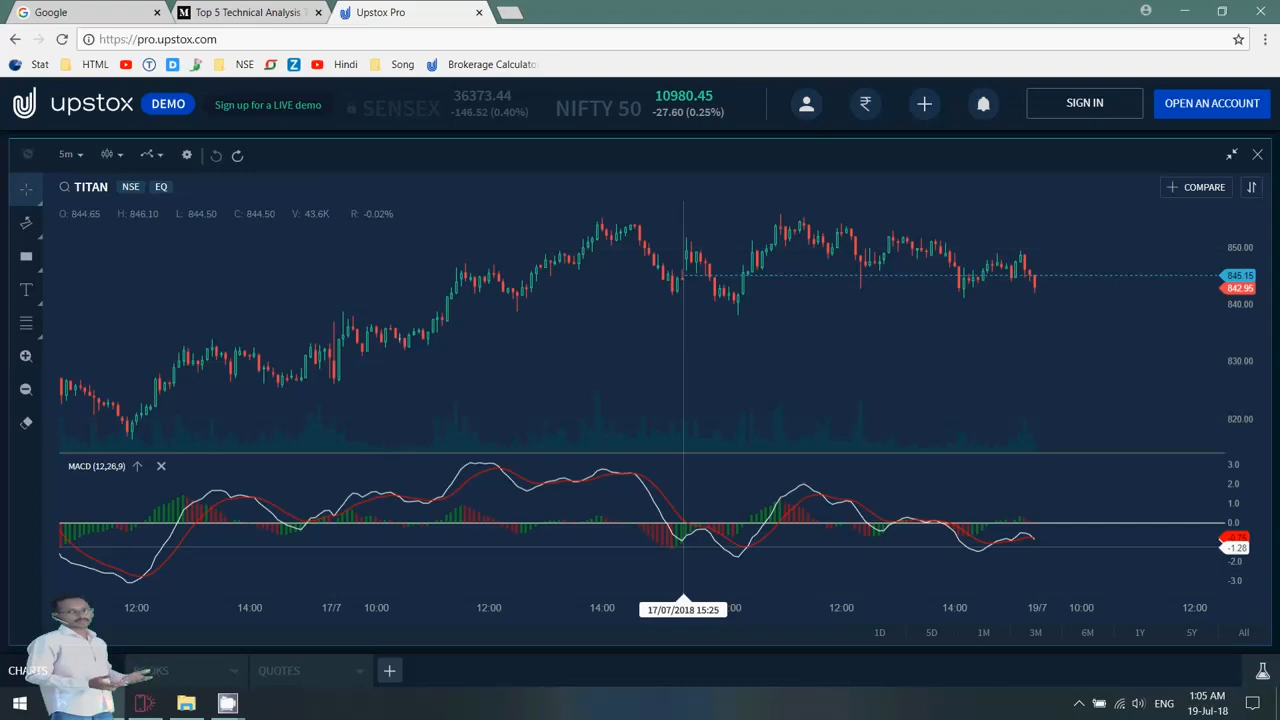 Google
M Top 5 Technical Analysis T
Upstox Pro
https://pro.upstox.com
Stat
HTML
NSE
Hindi
Song
Brokerage Calculato
upstox
DEMO
Sign up for a LIVE demo
SENSEX
36373.44
-146.52 (0.40%)
NIFTY 50
10980.45
-27.60 (0.25%)
SIGN IN
OPEN AN ACCOUNT
5m
TITAN NSE EQ
COMPARE
O: 844.65 H: 846.10 L: 844.50 C: 844.50 V: 43.6K R: -0.02%
850.00
845.15
842.95
840.00
830.00
820.00
MACD (12,26,9)
3.0
2.0
1.0
0.0
-1.28
-2.0
-3.0
12:00 14:00 17/7 10:00 12:00 14:00 17/07/2018 15:25 :00 12:00 14:00 19/7 10:00 12:00
1D 5D 1M 3M 6M 1Y 5Y All
CHARTS
QUOTES
ENG
1:05 AM
19-Jul-18